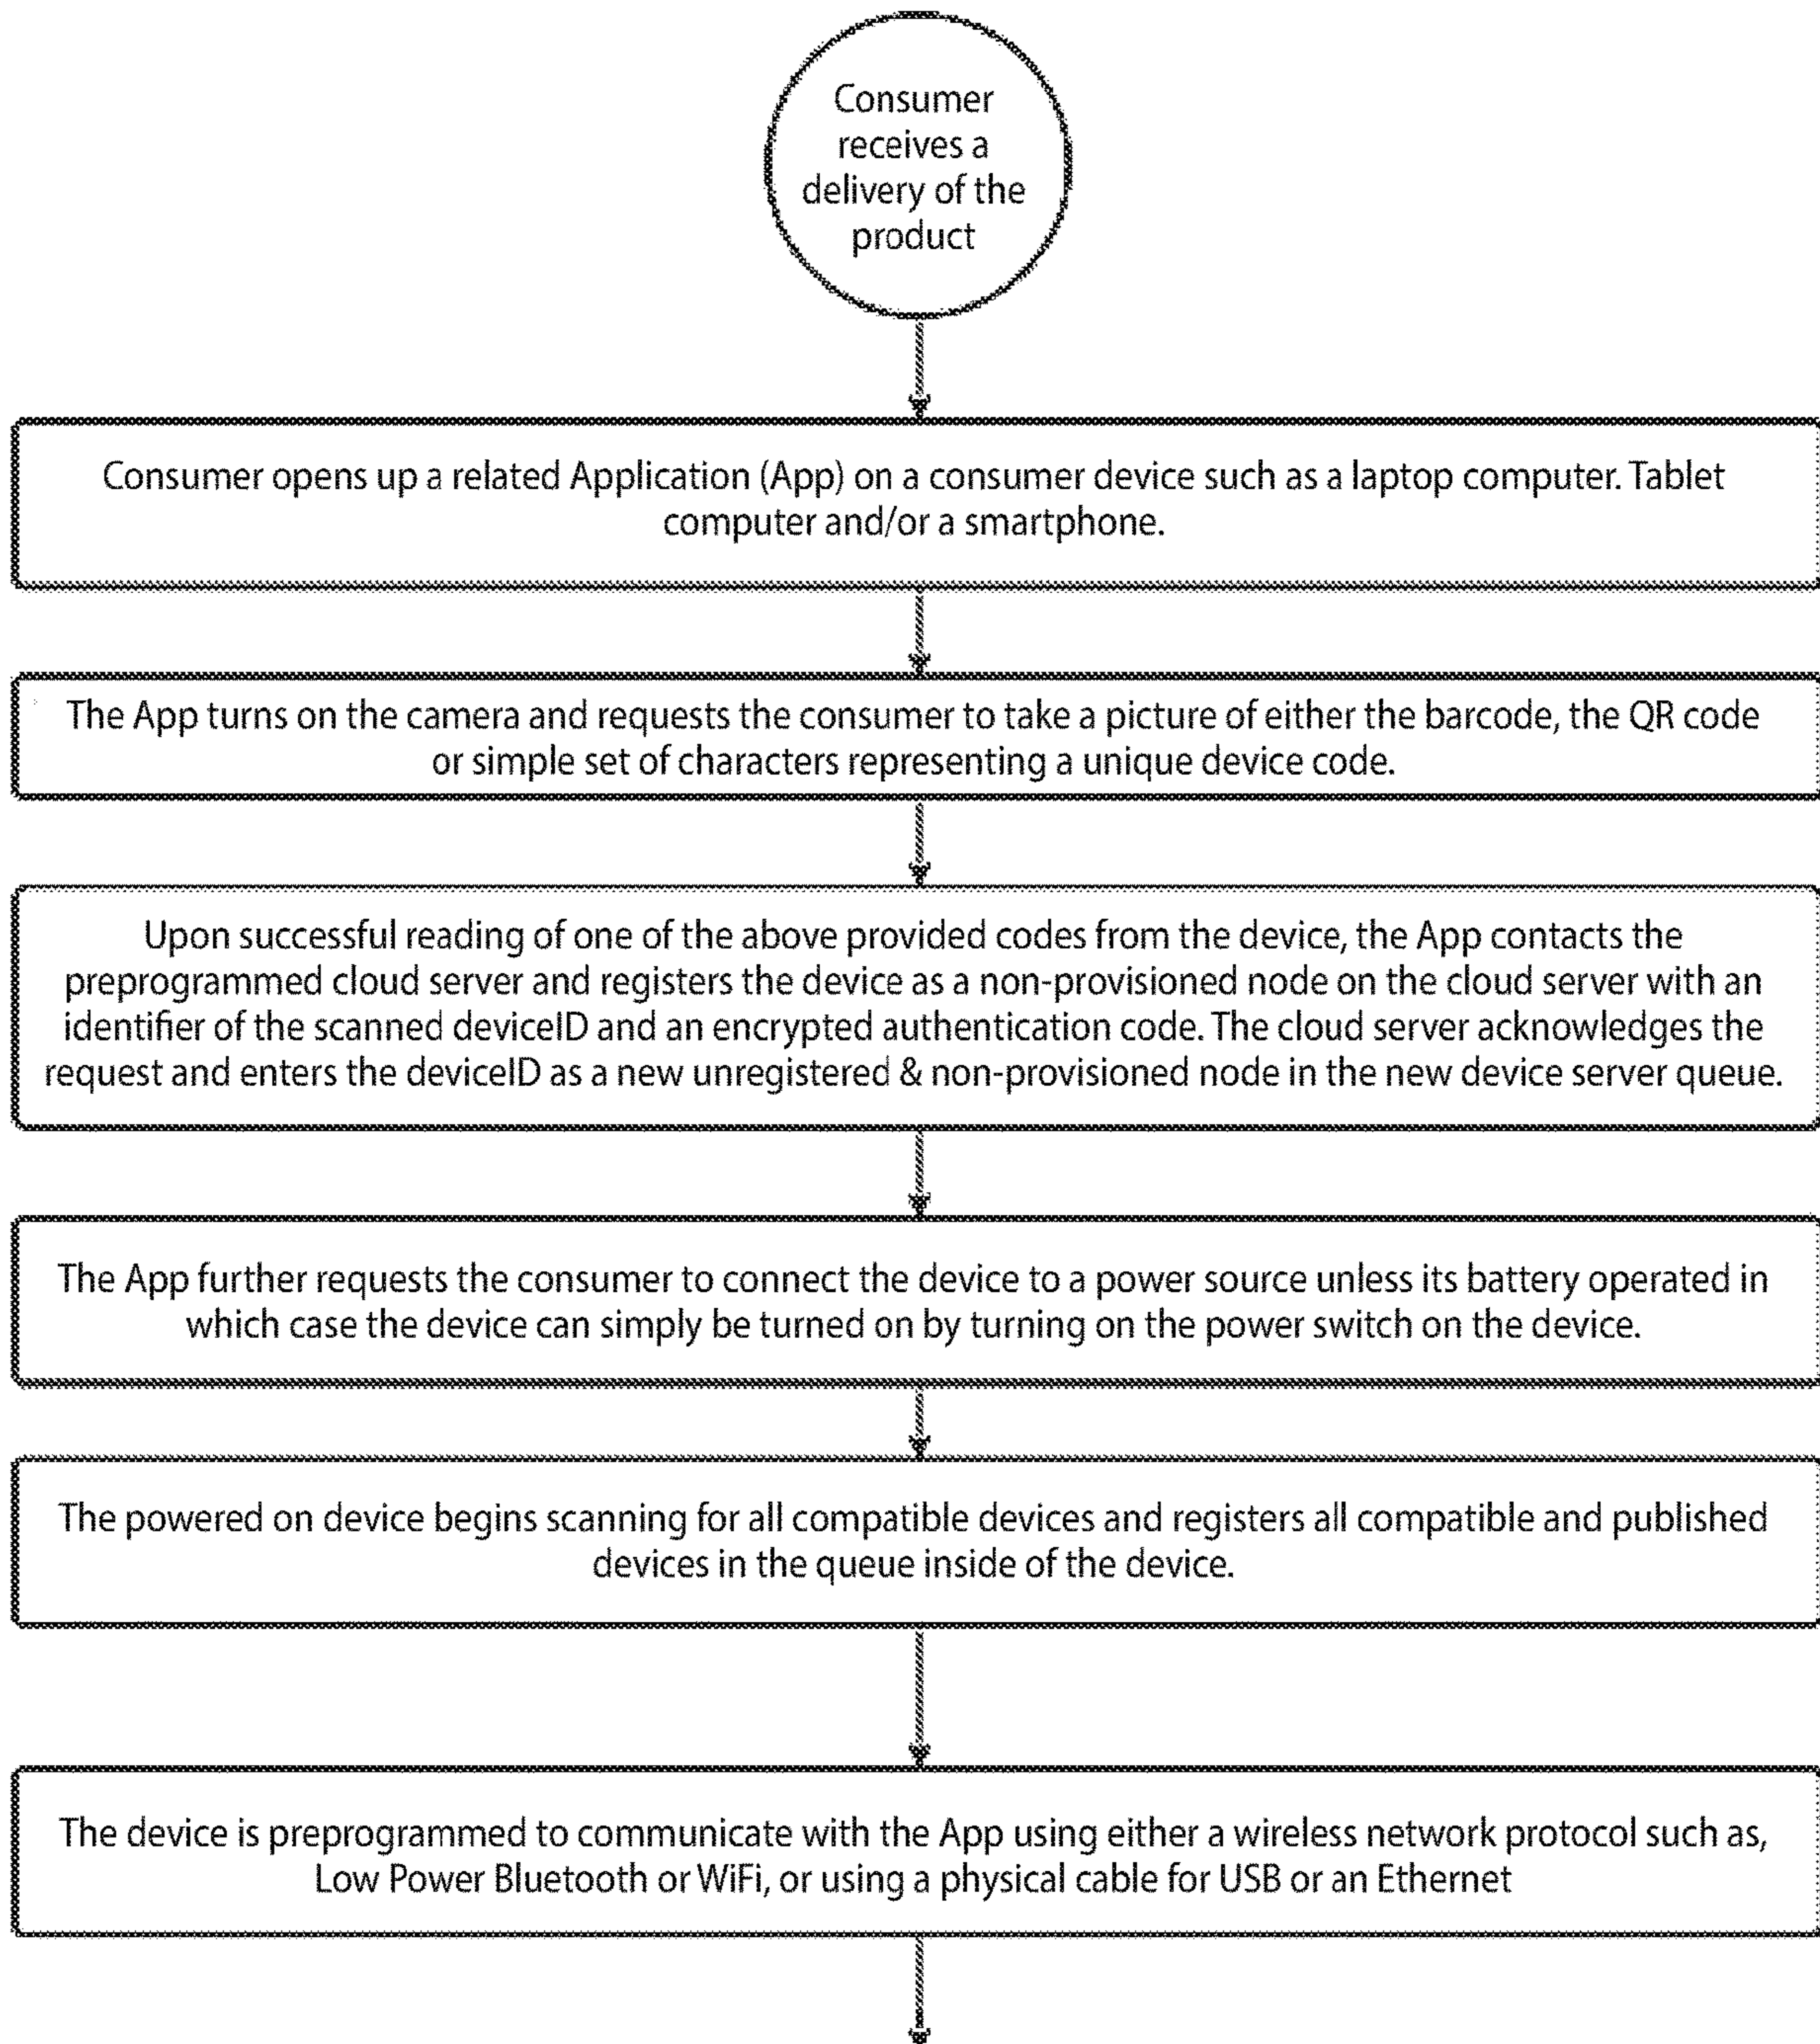 Consumer
receives a
delivery of the
product
Consumer opens up a related Application (App) on a consumer device such as a laptop computer. Tablet
computer and/or a smartphone.
The App turns on the camera and requests the consumer to take a picture of either the barcode, the QR code
or simple set of characters representing a unique device code.
Upon successful reading of one of the above provided codes from the device, the App contacts the
preprogrammed cloud server and registers the device as a non-provisioned node on the cloud server with an
identifier of the scanned deviceID and an encrypted authentication code. The cloud server acknowledges the
request and enters the deviceID as a new unregistered & non-provisioned node in the new device server queue.
The App further requests the consumer to connect the device to a power source unless its battery operated in
which case the device can simply be turned on by turning on the power switch on the device.
The powered on device begins scanning for all compatible devices and registers all compatible and published
devices in the queue inside of the device.
The device is preprogrammed to communicate with the App using either a wireless network protocol such as,
Low Power Bluetooth or WiFi, or using a physical cable for USB or an Ethernet